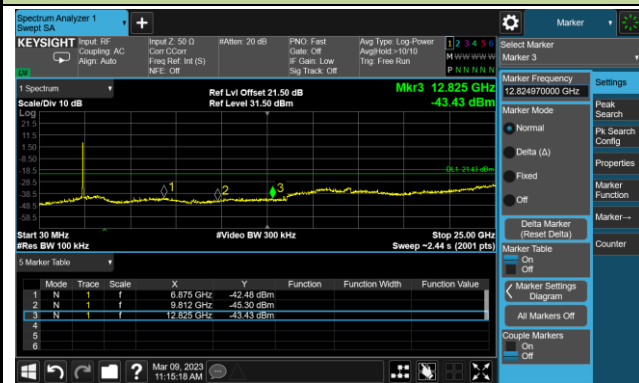 Spectrum Analyzer 1
Swept SA
Marker
KEYSIGHT
Input: RF
Coupling: AC
Align: Auto
Input Z: 50 Ω
Corr CCorr
Freq Ref: Int (S)
NFE: Off
#Atten: 20 dB
PNO: Fast
Gate: Off
IF Gain: Low
Sig Track: Off
Avg Type: Log-Power
Avg|Hold:>10/10
Trig: Free Run
1 2 3 4 5 6
M W W W W W
P N N N N N
LW
Select Marker
Marker 3
1 Spectrum
Scale/Div 10 dB
Log
Ref Lvl Offset 21.50 dB
Ref Level 31.50 dBm
Mkr3 12.825 GHz
-43.43 dBm
21.5
11.5
1.50
-8.50
-18.5
-28.5
-38.5
-48.5
-58.5
DL1 -21.43 dBm
1
2
3
Start 30 MHz
#Res BW 100 kHz
#Video BW 300 kHz
Stop 25.00 GHz
Sweep ~2.44 s (2001 pts)
5 Marker Table
Mode Trace Scale X Y Function Function Width Function Value
1 N 1 f 6.875 GHz -42.48 dBm
2 N 1 f 9.812 GHz -45.30 dBm
3 N 1 f 12.825 GHz -43.43 dBm
4
5
6
Mar 09, 2023
11:15:18 AM
Marker Frequency
12.824970000 GHz
Marker Mode
Normal
Delta (Δ)
Fixed
Off
Delta Marker
(Reset Delta)
Marker Table
On
Off
Marker Settings
Diagram
All Markers Off
Couple Markers
On
Off
Settings
Peak
Search
Pk Search
Config
Properties
Marker
Function
Marker→
Counter